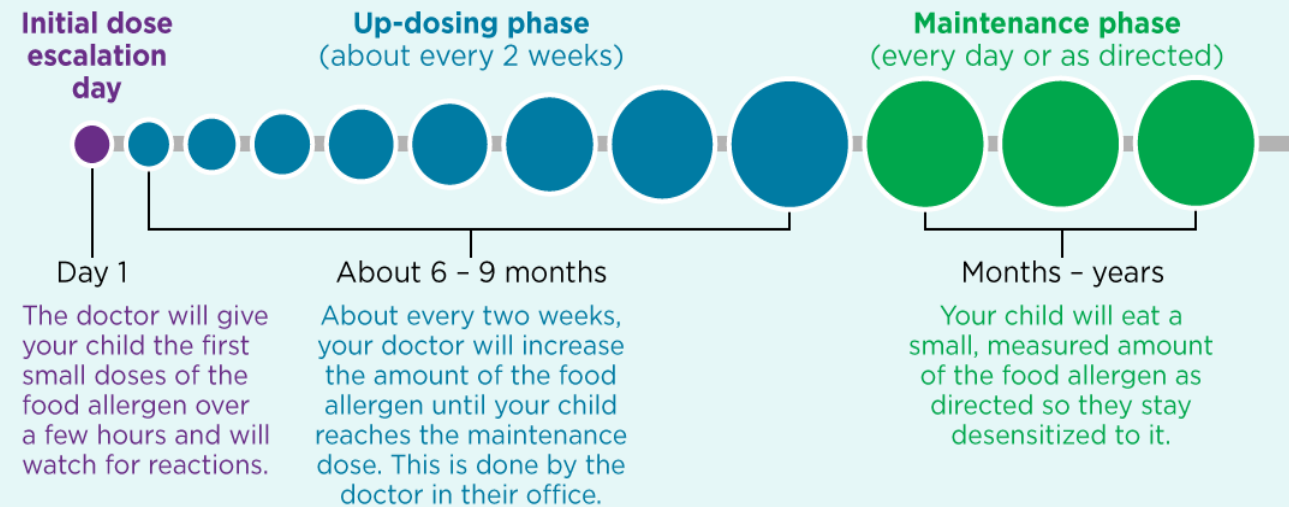 Initial dose
escalation
day
Day 1
The doctor will give
your child the first
small doses of the
food allergen over
a few hours and will
watch for reactions.
Up-dosing phase
(about every 2 weeks)
About 6 – 9 months
About every two weeks,
your doctor will increase
the amount of the food
allergen until your child
reaches the maintenance
dose. This is done by the
doctor in their office.
Maintenance phase
(every day or as directed)
Months – years
Your child will eat a
small, measured amount
of the food allergen as
directed so they stay
desensitized to it.